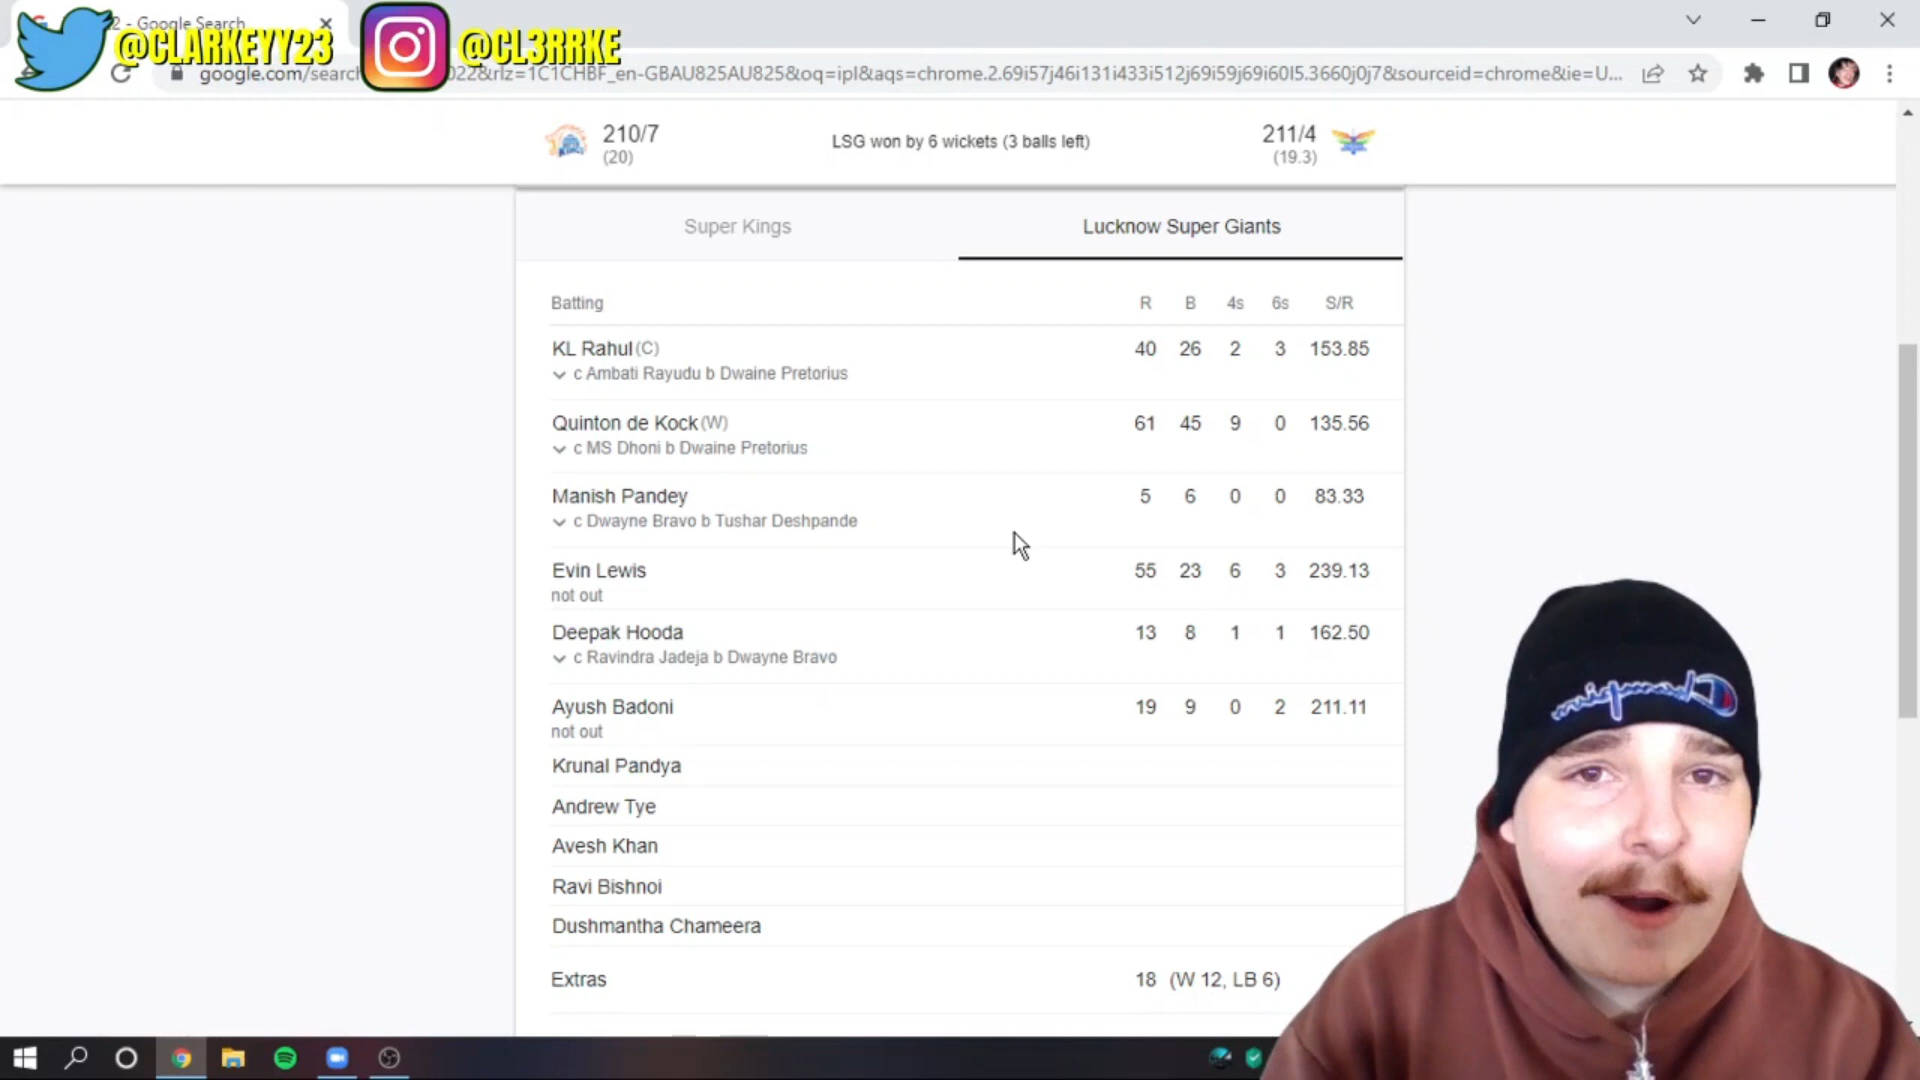 2 - Google Search
@CLARKEYY23
@CL3RRKE
google.com/search 022&rlz=1C1CHBF_en-GBAU825AU825&oq=ipl&aqs=chrome.2.69i57j46i131i433i512j69i59j69i60l5.3660j0j7&sourceid=chrome&ie=U...
210/7
(20)
LSG won by 6 wickets (3 balls left)
211/4
(19.3)
Super Kings
Lucknow Super Giants
Batting R B 4s 6s S/R
KL Rahul (C) 40 26 2 3 153.85
c Ambati Rayudu b Dwaine Pretorius
Quinton de Kock (W) 61 45 9 0 135.56
c MS Dhoni b Dwaine Pretorius
Manish Pandey 5 6 0 0 83.33
c Dwayne Bravo b Tushar Deshpande
Evin Lewis 55 23 6 3 239.13
not out
Deepak Hooda 13 8 1 1 162.50
c Ravindra Jadeja b Dwayne Bravo
Ayush Badoni 19 9 0 2 211.11
not out
Krunal Pandya
Andrew Tye
Avesh Khan
Ravi Bishnoi
Dushmantha Chameera
Extras 18 (W 12, LB 6)
Champion